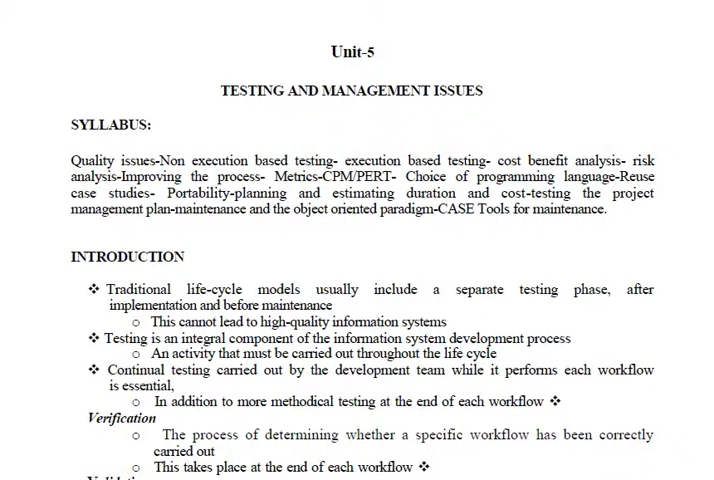 Unit-5
TESTING AND MANAGEMENT ISSUES
SYLLABUS:
Quality issues-Non execution based testing- execution based testing- cost benefit analysis- risk
analysis-Improving the process- Metrics-CPM/PERT- Choice of programming language-Reuse
case studies- Portability-planning and estimating duration and cost-testing the project
management plan-maintenance and the object oriented paradigm-CASE Tools for maintenance.
INTRODUCTION
❖ Traditional life-cycle models usually include a separate testing phase, after
implementation and before maintenance
o This cannot lead to high-quality information systems
❖ Testing is an integral component of the information system development process
o An activity that must be carried out throughout the life cycle
❖ Continual testing carried out by the development team while it performs each workflow
is essential,
o In addition to more methodical testing at the end of each workflow ❖
Verification
o The process of determining whether a specific workflow has been correctly
carried out
o This takes place at the end of each workflow ❖